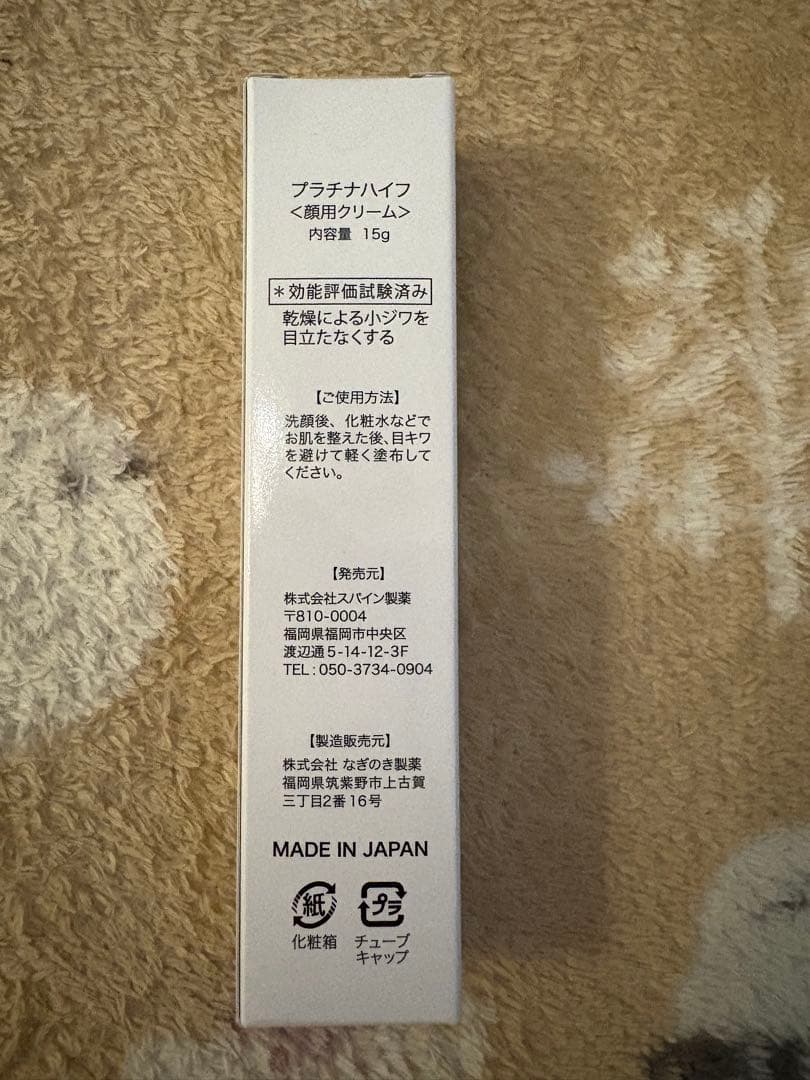 プラチナハイフ
＜顔用クリーム＞
内容量 15g
＊効能評価試験済み
乾燥による小ジワを
目立たなくする
【ご使用方法】
洗顔後、化粧水などで
お肌を整えた後、目キワ
を避けて軽く塗布して
ください。
【発売元】
株式会社スパイン製薬
〒810-0004
福岡県福岡市中央区
渡辺通5-14-12-3F
TEL：050-3734-0904
【製造販売元】
株式会社 なぎのき製薬
福岡県筑紫野市上古賀
三丁目2番16号
MADE IN JAPAN
紙 プラ
化粧箱 チューブ
キャップ